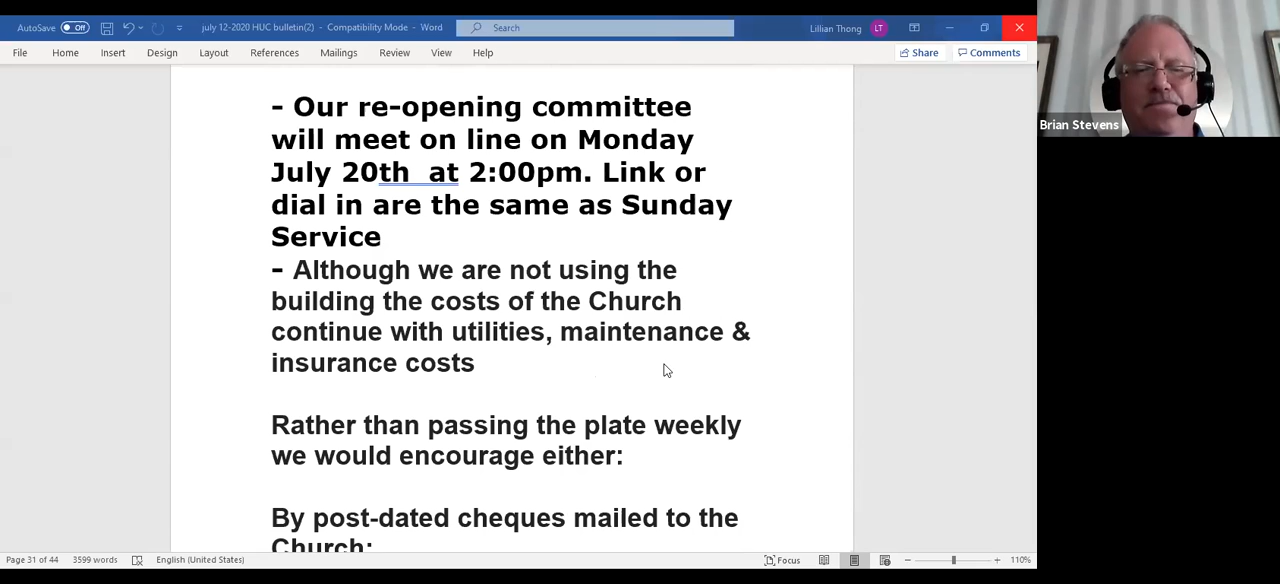 AutoSave Off july 12-2020 HUC bulletin(2) - Compatibility Mode - Word Search Lillian Thong LT
File Home Insert Design Layout References Mailings Review View Help Share Comments
Brian Stevens
- Our re-opening committee
will meet on line on Monday
July 20th at 2:00pm. Link or
dial in are the same as Sunday
Service
- Although we are not using the
building the costs of the Church
continue with utilities, maintenance &
insurance costs
Rather than passing the plate weekly
we would encourage either:
By post-dated cheques mailed to the
Church:
Page 31 of 44 3599 words English (United States) Focus 110%